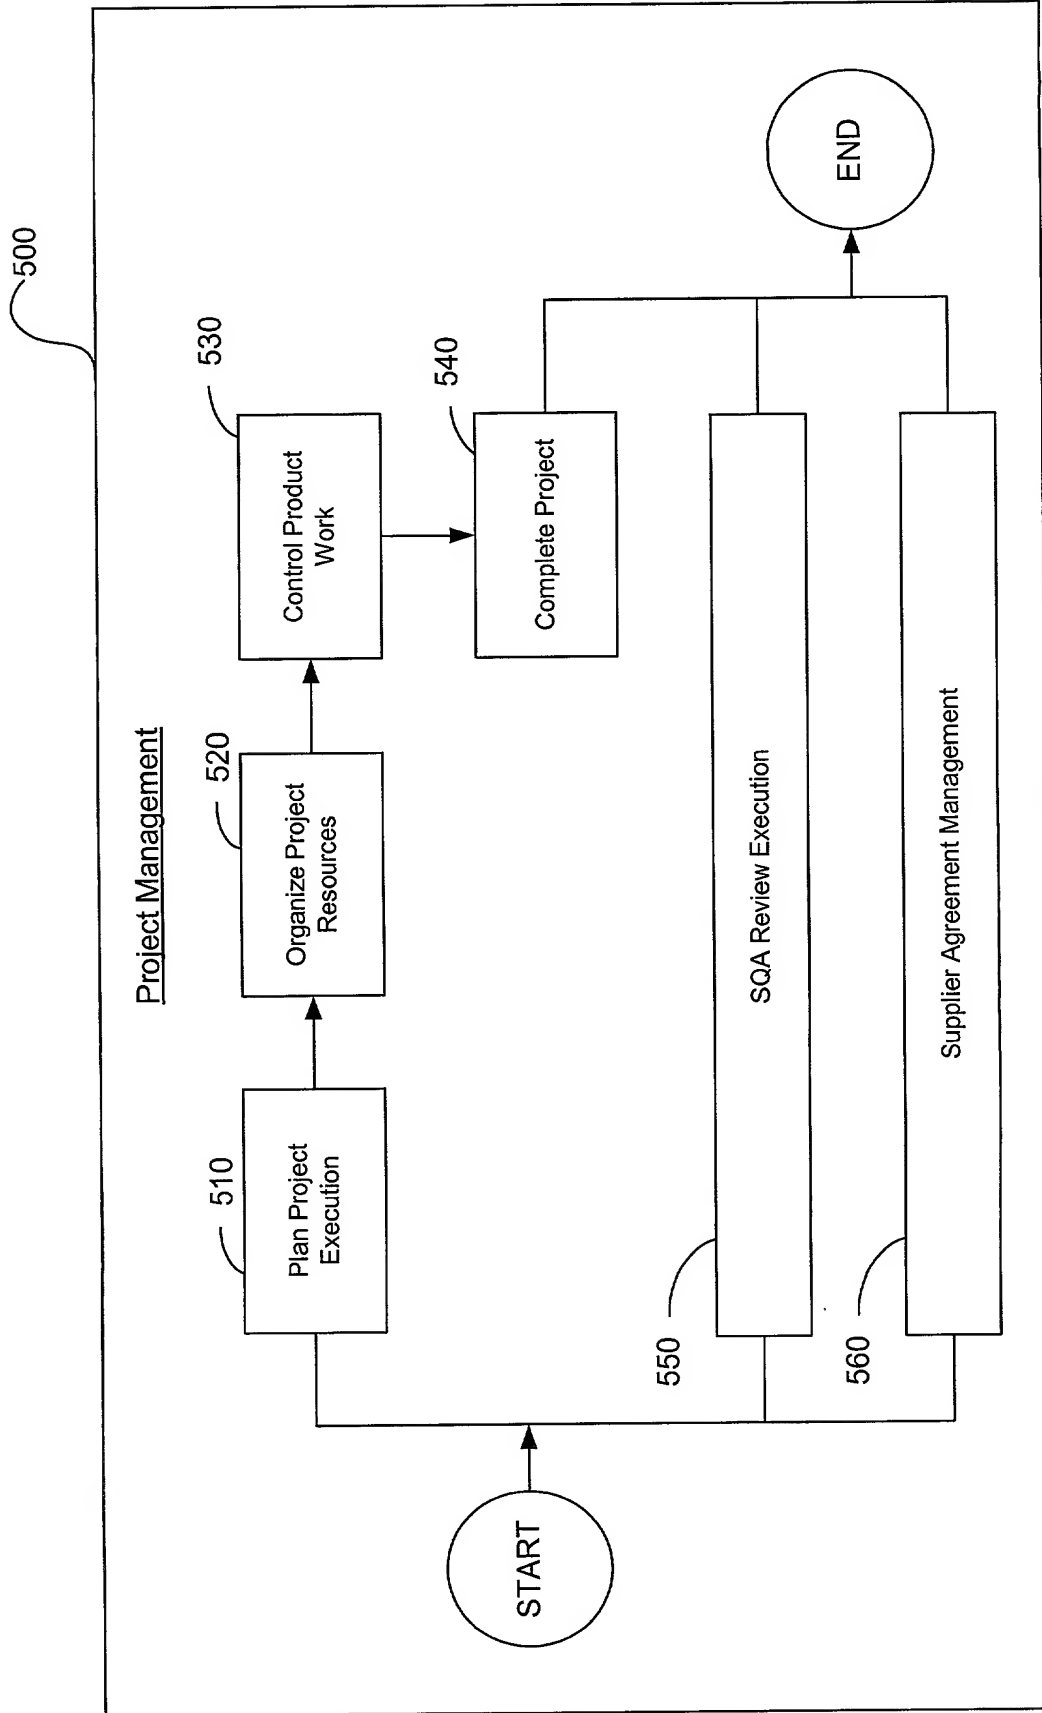 500
Project Management
510
Plan Project
Execution
520
Organize Project
Resources
530
Control Product
Work
540
Complete Project
START
END
550
SQA Review Execution
560
Supplier Agreement Management